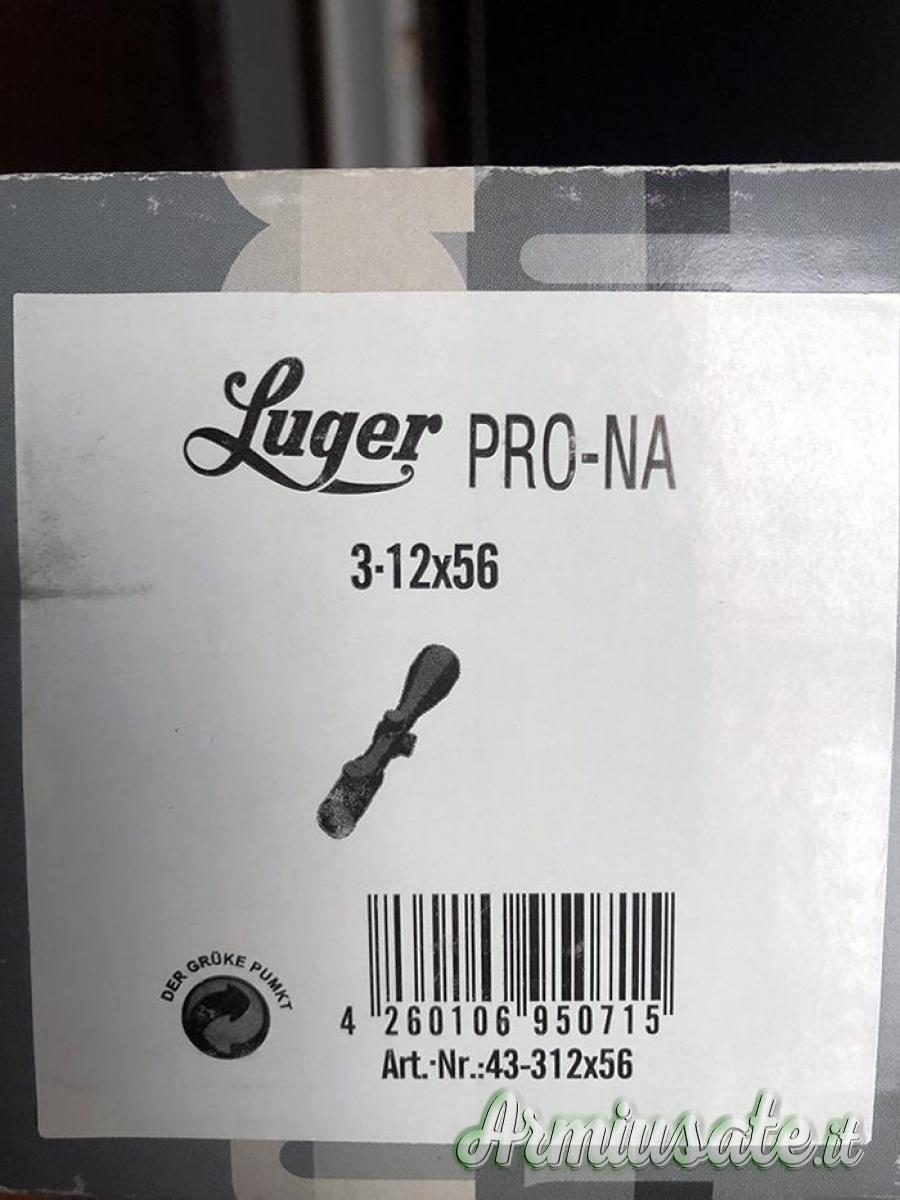 Luger PRO-NA
3-12x56
DER GRÜKE PUMKT
4 260106 950715
Art.-Nr.:43-312x56
Armiusate.it